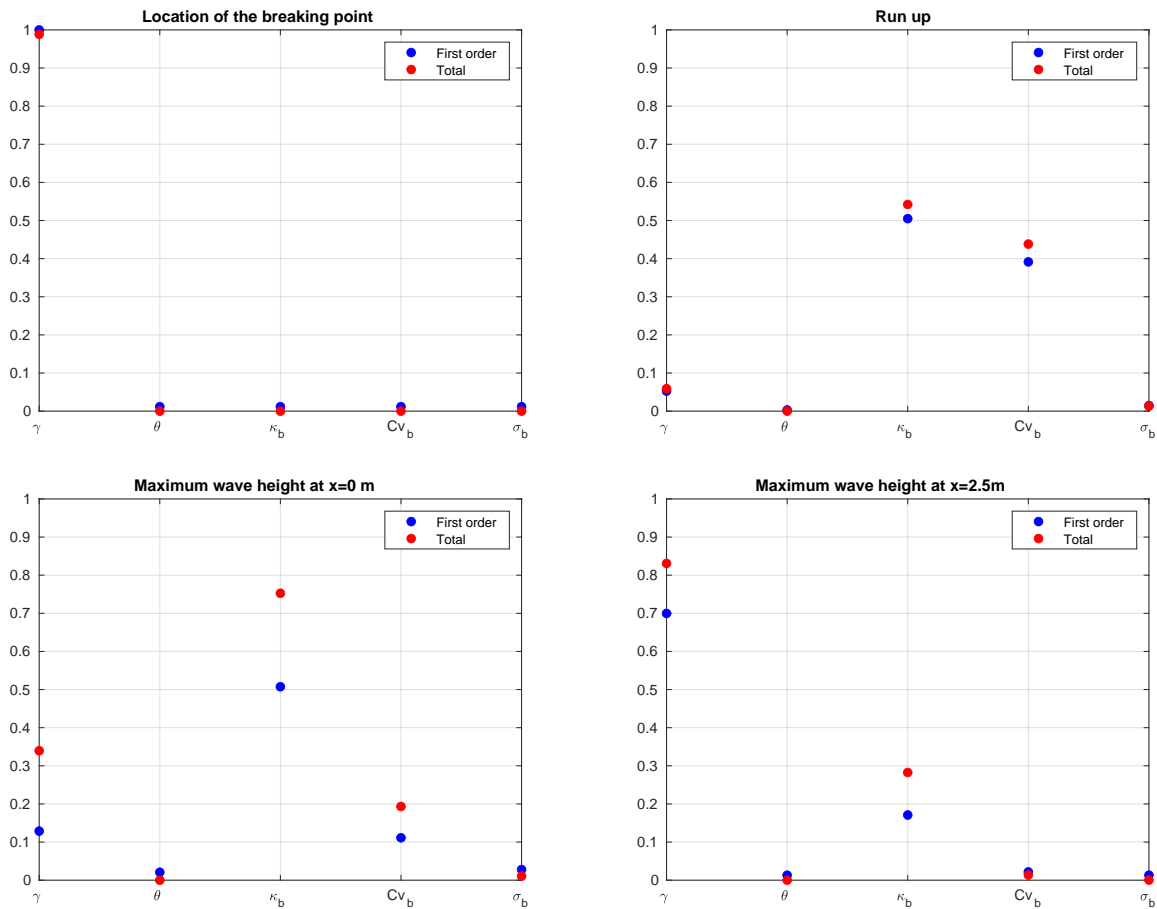 Location of the breaking point
1
0.9
0.8
0.7
0.6
0.5
0.4
0.3
0.2
0.1
0
First order
Total
γ θ κb Cvb σb
Run up
1
0.9
0.8
0.7
0.6
0.5
0.4
0.3
0.2
0.1
0
First order
Total
γ θ κb Cvb σb
Maximum wave height at x=0 m
1
0.9
0.8
0.7
0.6
0.5
0.4
0.3
0.2
0.1
0
First order
Total
γ θ κb Cvb σb
Maximum wave height at x=2.5m
1
0.9
0.8
0.7
0.6
0.5
0.4
0.3
0.2
0.1
0
First order
Total
γ θ κb Cvb σb